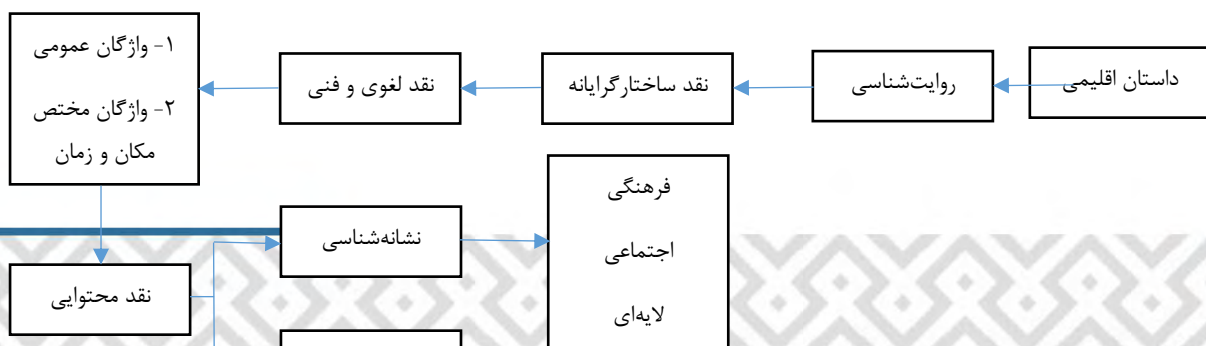 داستان اقلیمی
روایت‌شناسی
نقد ساختارگرایانه
نقد لغوی و فنی
۱- واژگان عمومی
۲- واژگان مختص
مکان و زمان
نقد محتوایی
نشانه‌شناسی
فرهنگی
اجتماعی
لایه‌ای